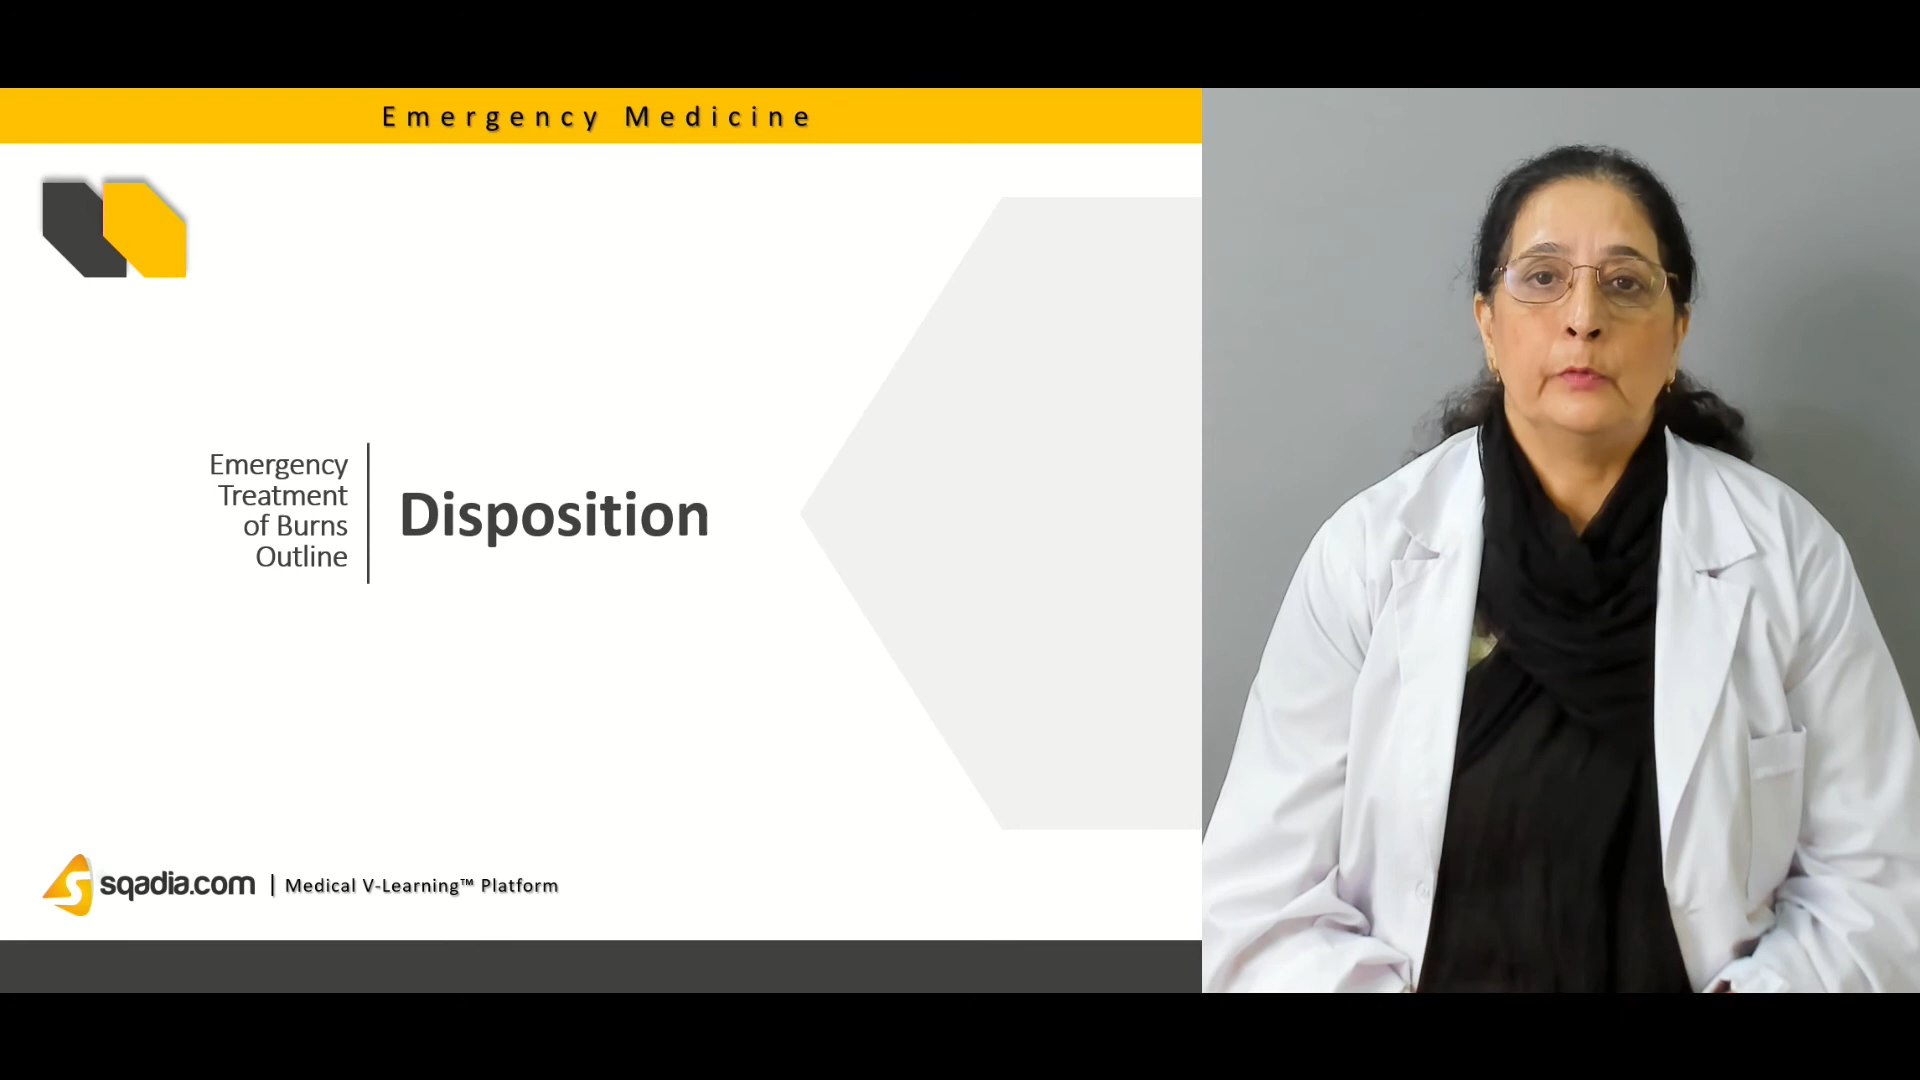 Emergency Medicine
Emergency
Treatment
of Burns
Outline
Disposition
sqadia.com | Medical V-Learning™ Platform